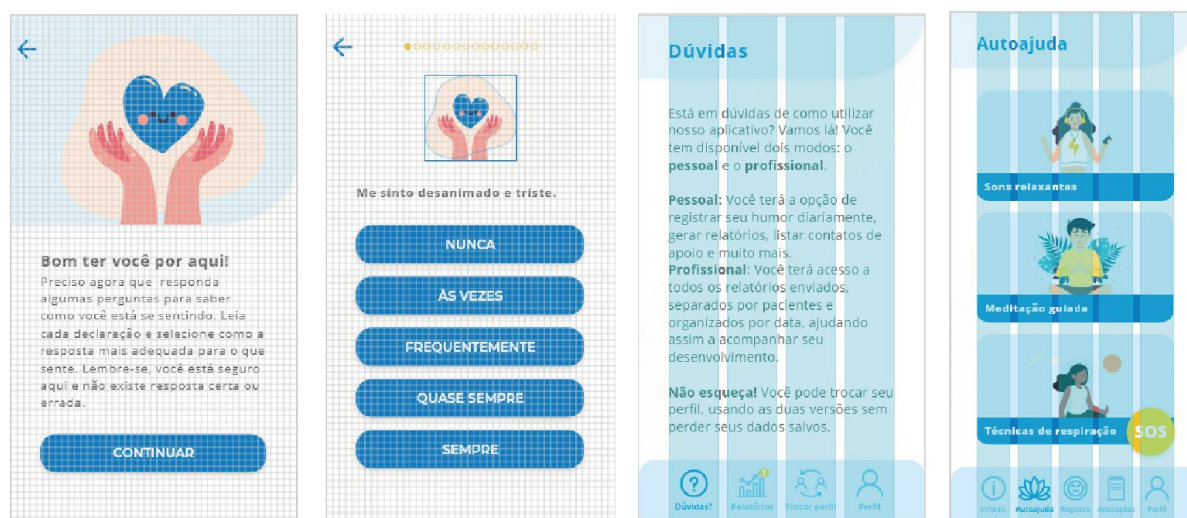 Bom ter você por aqui!
Preciso agora que responda
algumas perguntas para saber
como você está se sentindo. Leia
cada declaração e selecione como a
resposta mais adequada para o que
sente. Lembre-se, você está seguro
aqui e não existe resposta certa ou
errada.
CONTINUAR
Me sinto desanimado e triste.
NUNCA
ÀS VEZES
FREQUENTEMENTE
QUASE SEMPRE
SEMPRE
Dúvidas
Está em dúvidas de como utilizar
nosso aplicativo? Vamos lá! Você
tem disponível dois modos: o
pessoal e o profissional.
Pessoal: Você terá a opção de
registrar seu humor diariamente,
gerar relatórios, listar contatos de
apoio e muito mais.
Profissional: Você terá acesso a
todos os relatórios enviados,
separados por pacientes e
organizados por data, ajudando
assim a acompanhar seu
desenvolvimento.
Não esqueça! Você pode trocar seu
perfil, usando as duas versões sem
perder seus dados salvos.
Dúvidas? Relatórios Trocar perfil Perfil
Autoajuda
Sons relaxantes
Meditação guiada
Técnicas de respiração
SOS
Inform. Autoajuda Registro Anotações Perfil